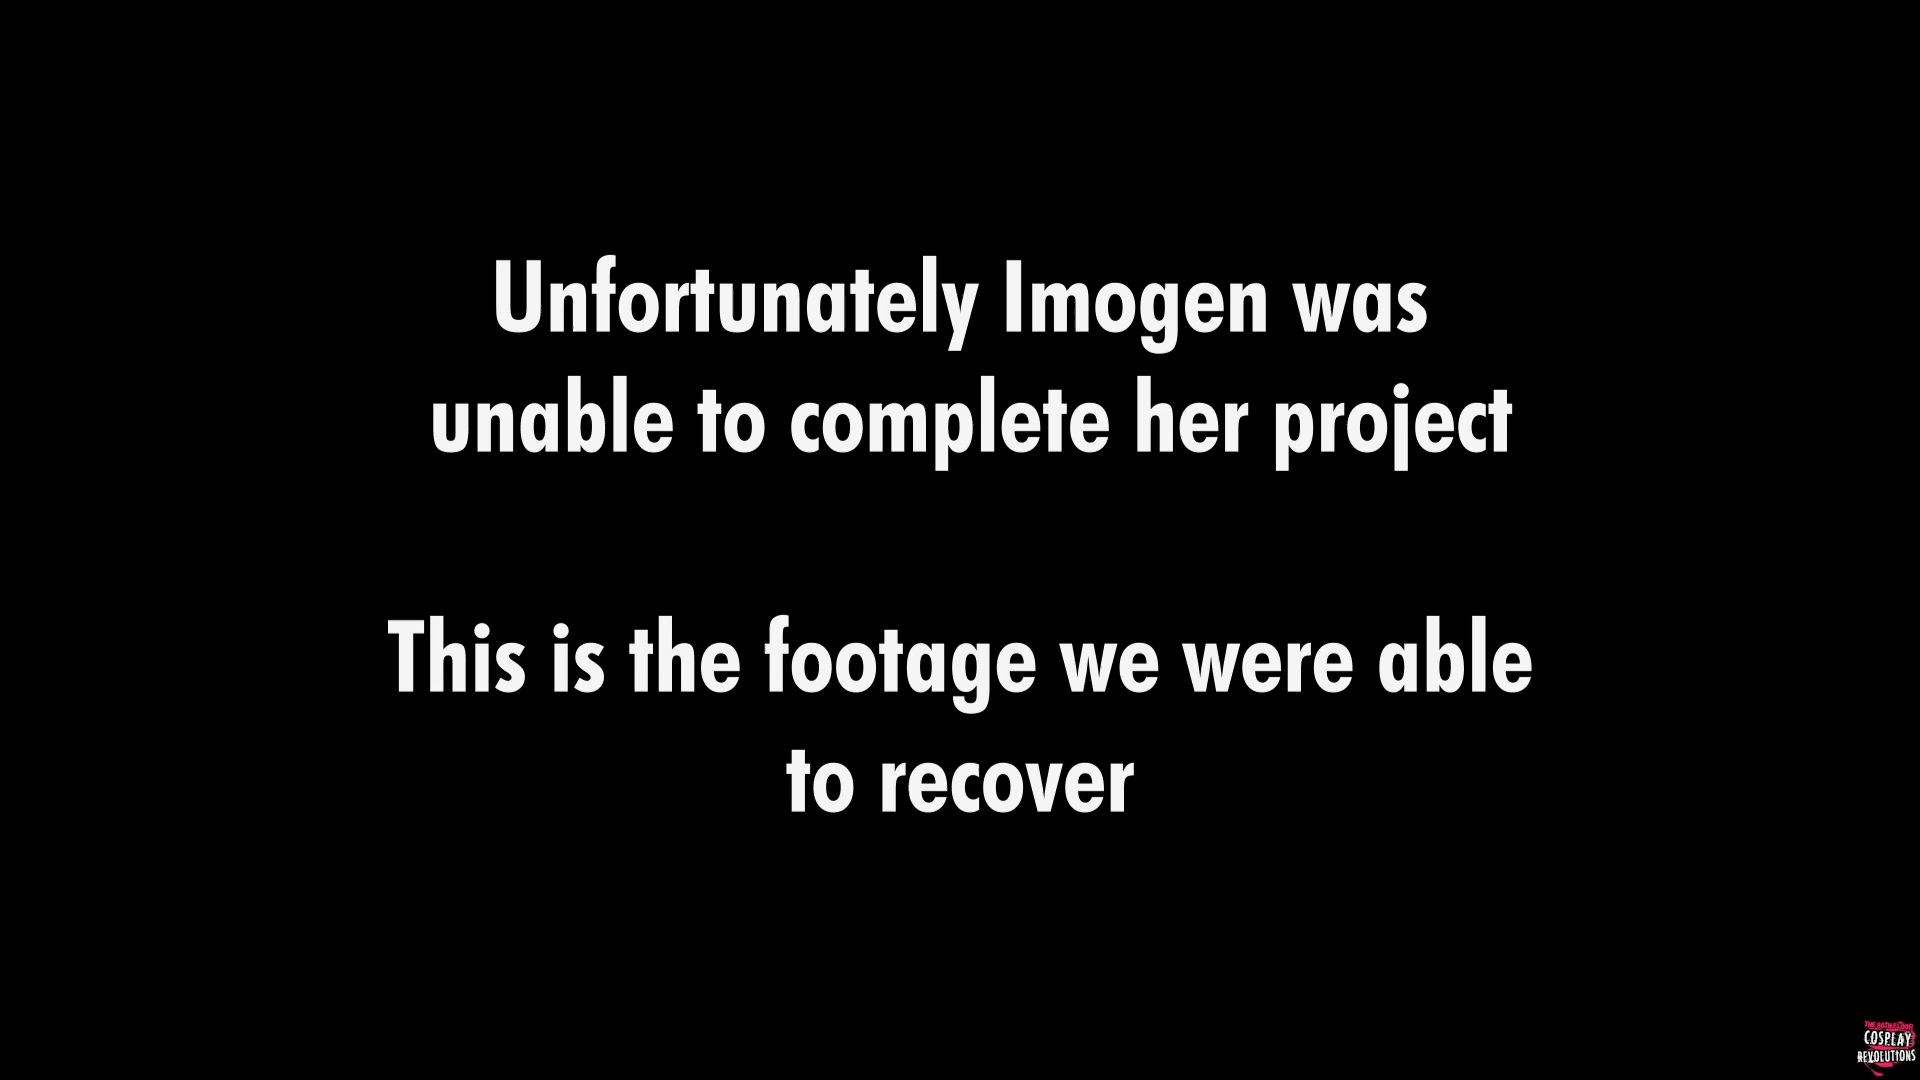 Unfortunately Imogen was
unable to complete her project
This is the footage we were able
to recover
COSPLAY
REVOLUTIONS